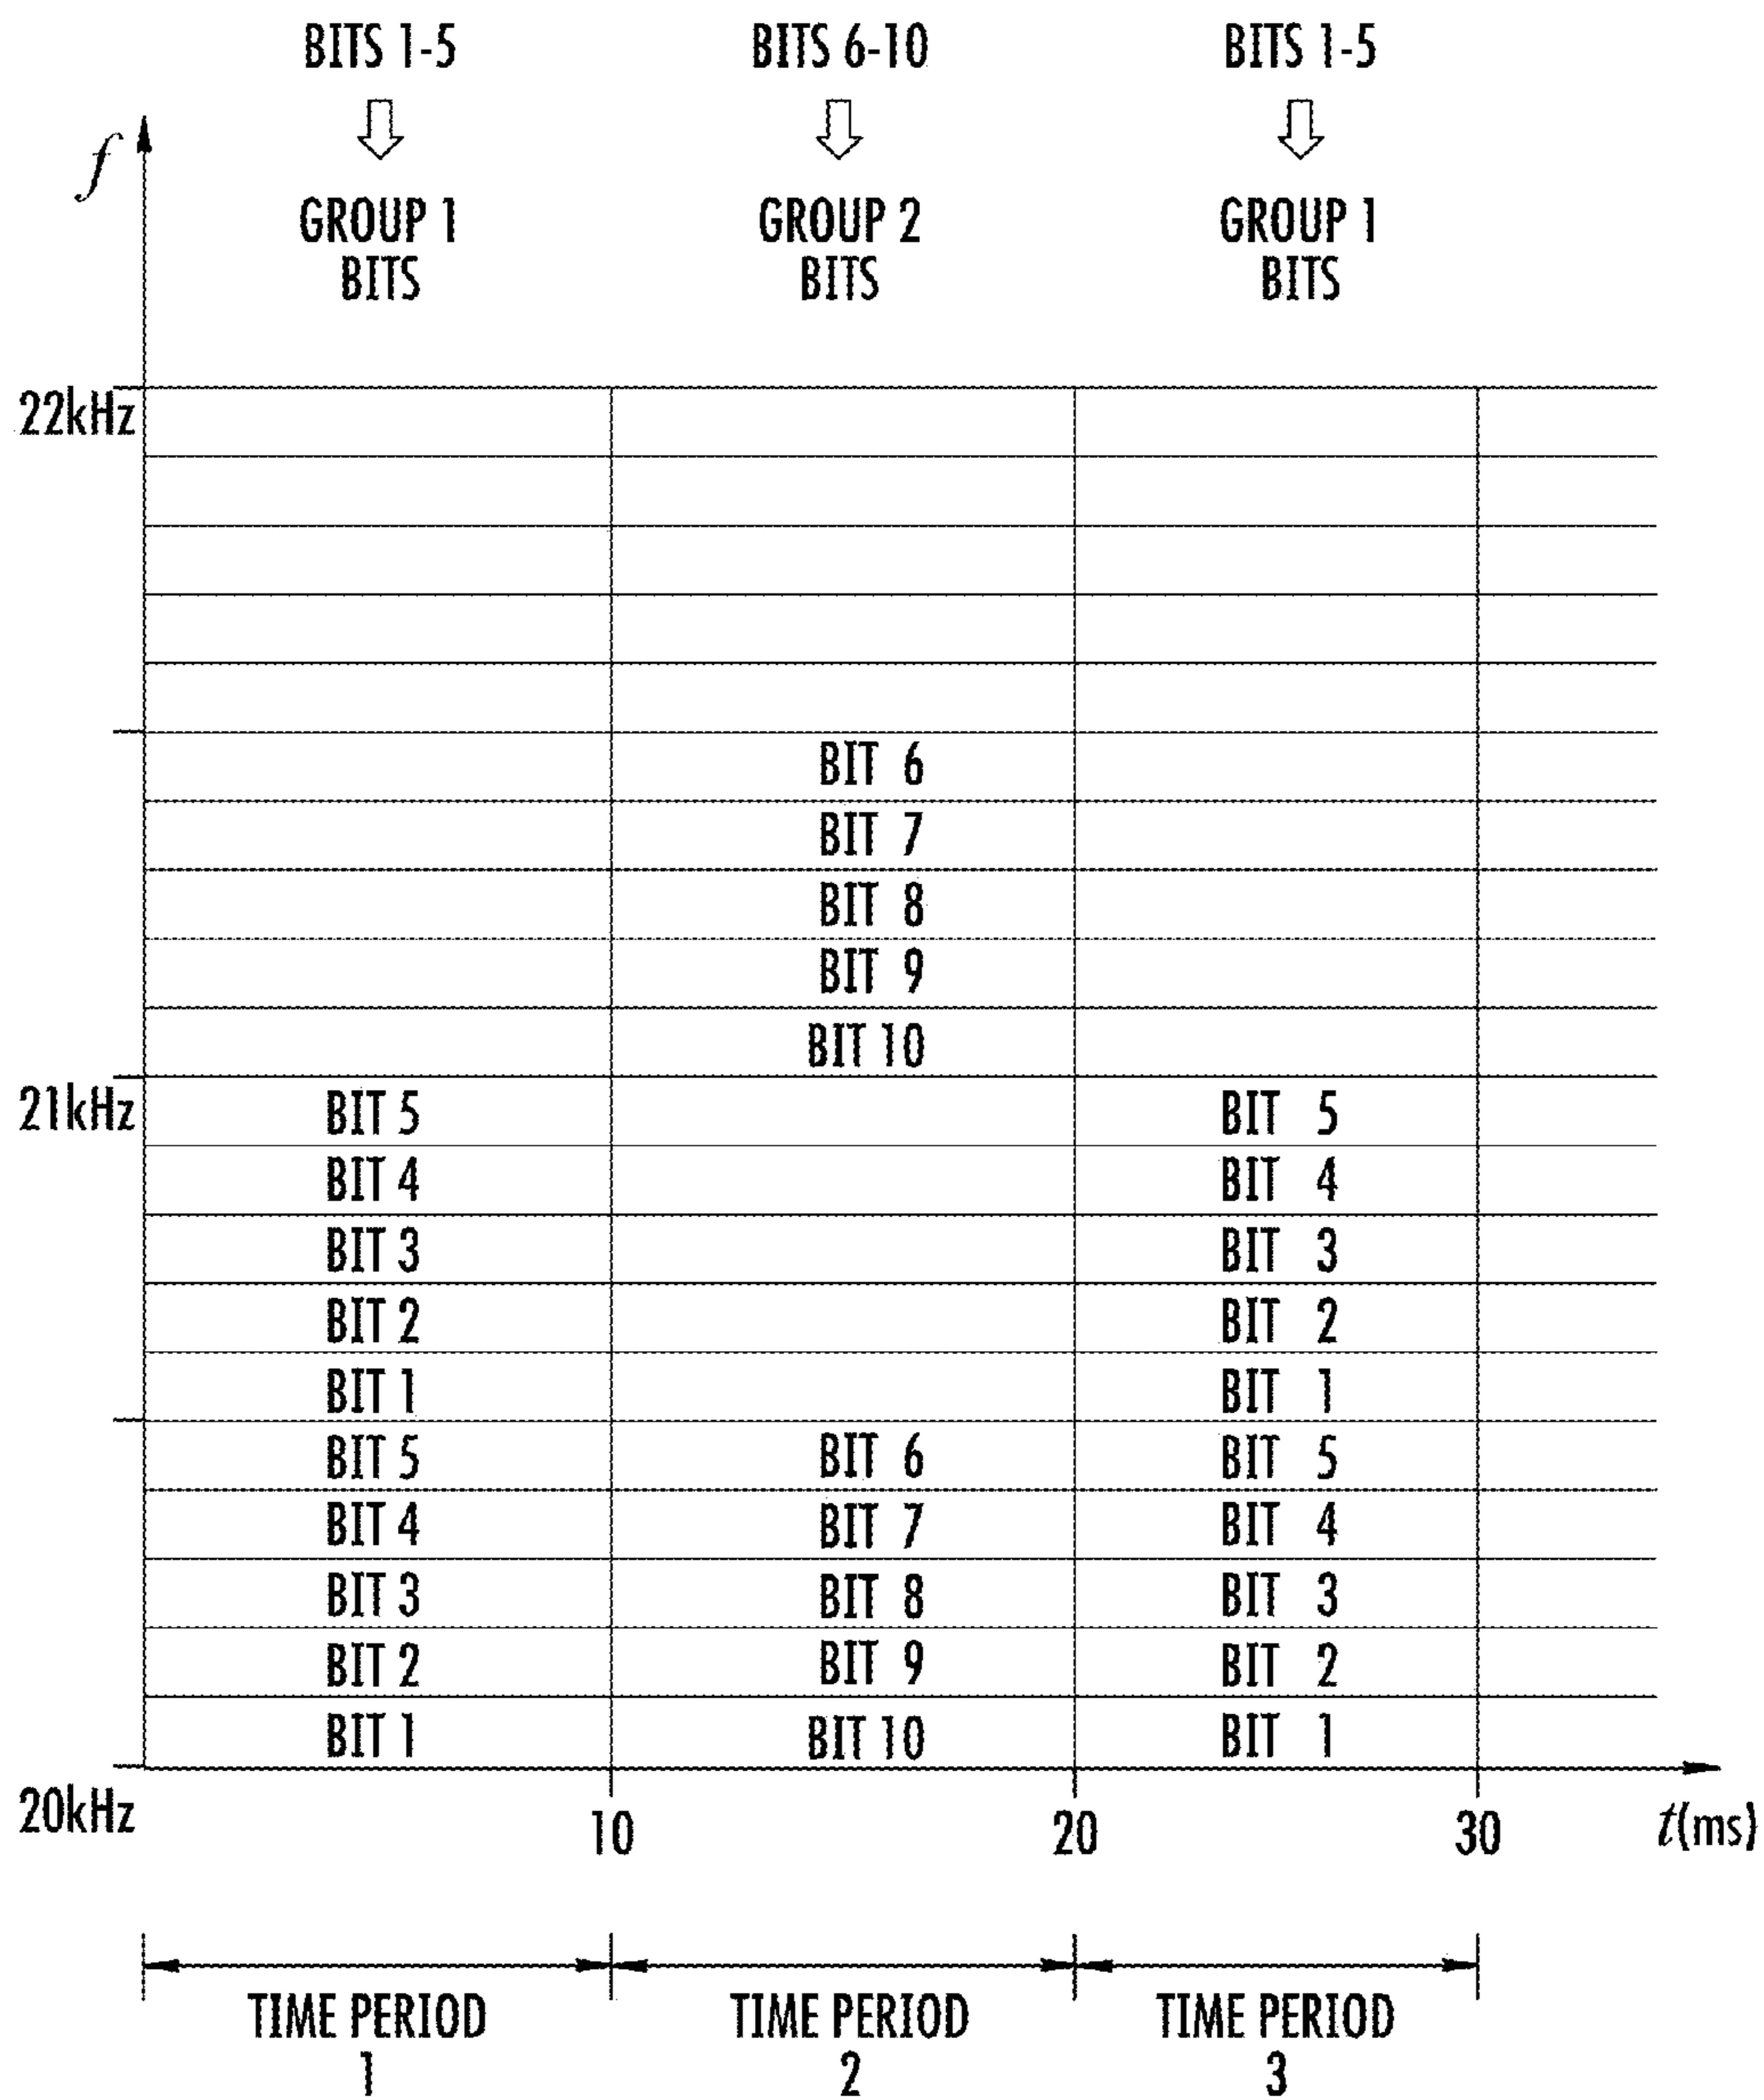 BITS 1-5 BITS 6-10 BITS 1-5
f
GROUP 1 GROUP 2 GROUP 1
BITS BITS BITS
22kHz
BIT 6
BIT 7
BIT 8
BIT 9
BIT 10
21kHz BIT 5 BIT 5
BIT 4 BIT 4
BIT 3 BIT 3
BIT 2 BIT 2
BIT 1 BIT 1
BIT 5 BIT 6 BIT 5
BIT 4 BIT 7 BIT 4
BIT 3 BIT 8 BIT 3
BIT 2 BIT 9 BIT 2
BIT 1 BIT 10 BIT 1
20kHz 10 20 30 t(ms)
TIME PERIOD TIME PERIOD TIME PERIOD
1 2 3